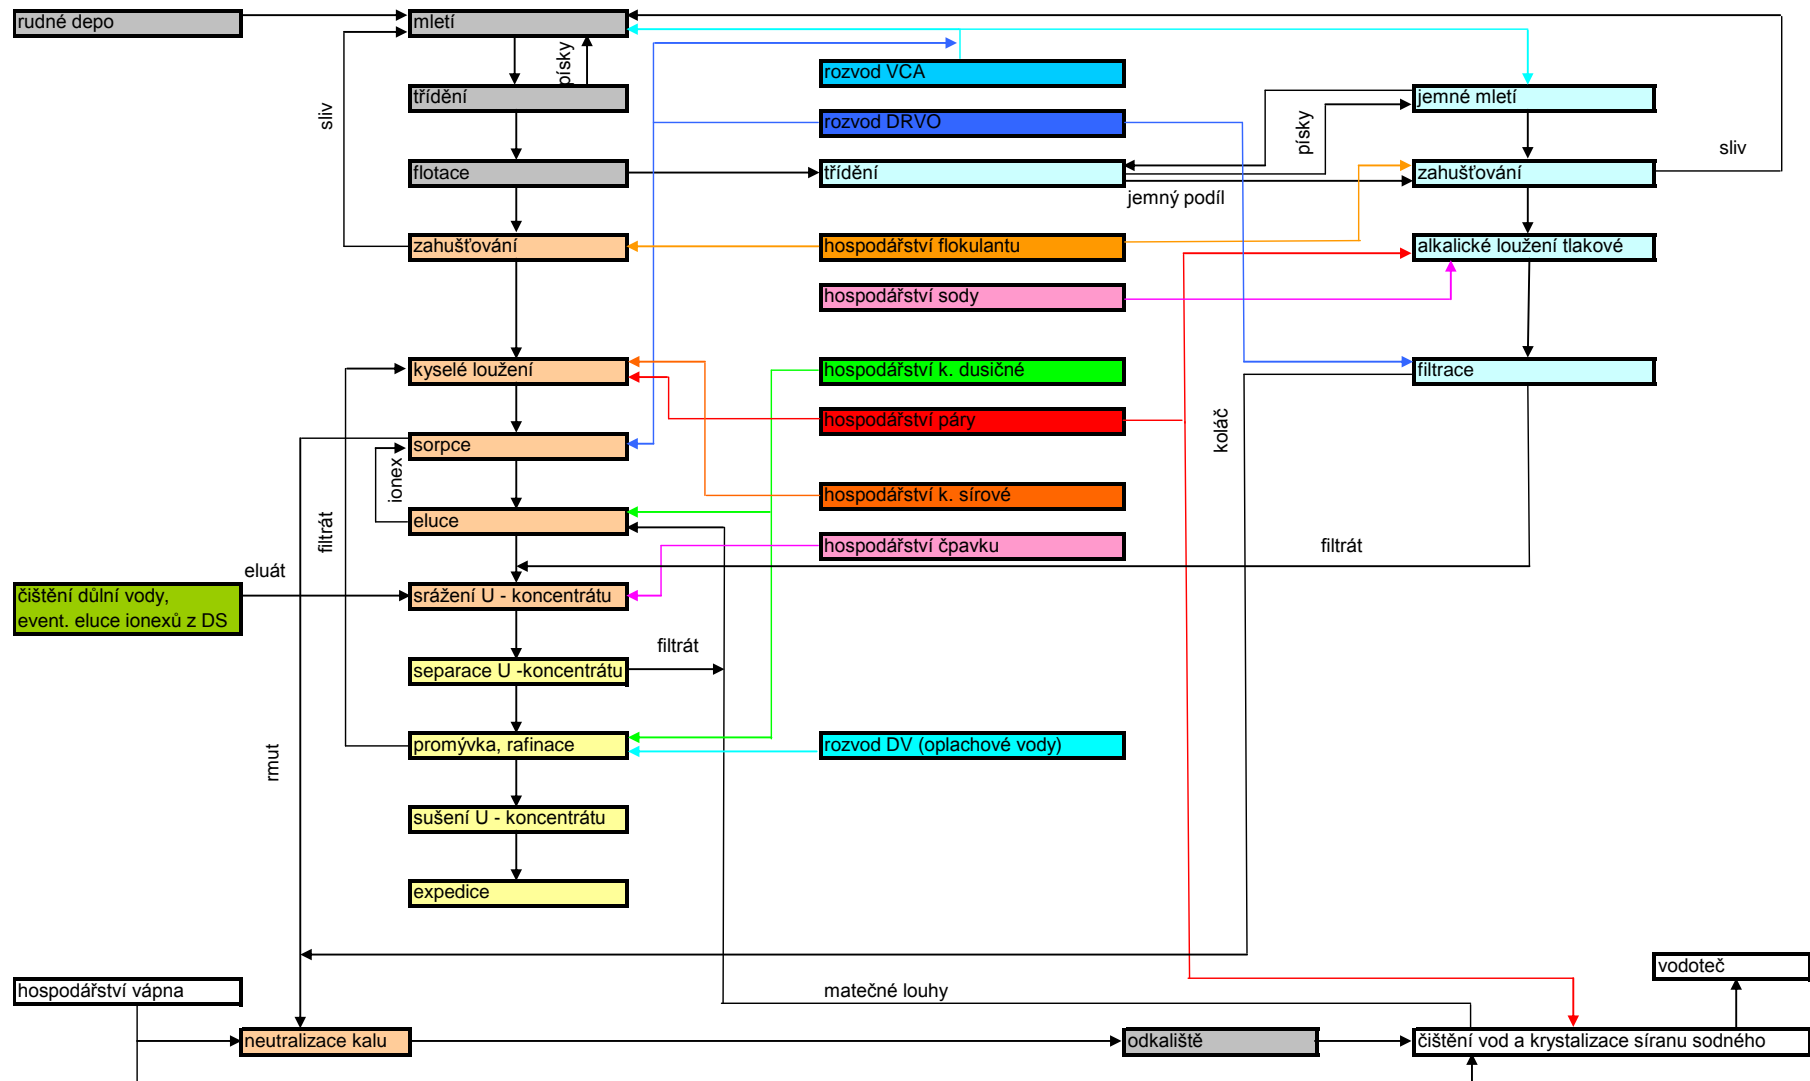 rudné depo
mletí
písky
rozvod VCA
třídění
jemné mletí
sliv
rozvod DRVO
písky
sliv
flotace
třídění
zahušťování
jemný podíl
zahušťování
hospodářství flokulantu
alkalické loužení tlakové
hospodářství sody
kyselé loužení
hospodářství k. dusičné
filtrace
hospodářství páry
koláč
sorpce
ionex
hospodářství k. sírové
eluce
filtrát
hospodářství čpavku
filtrát
eluát
čištění důlní vody,
event. eluce ionexů z DS
srážení U - koncentrátu
filtrát
separace U -koncentrátu
promývka, rafinace
rozvod DV (oplachové vody)
rmut
sušení U - koncentrátu
expedice
vodoteč
hospodářství vápna
matečné louhy
neutralizace kalu
odkaliště
čištění vod a krystalizace síranu sodného